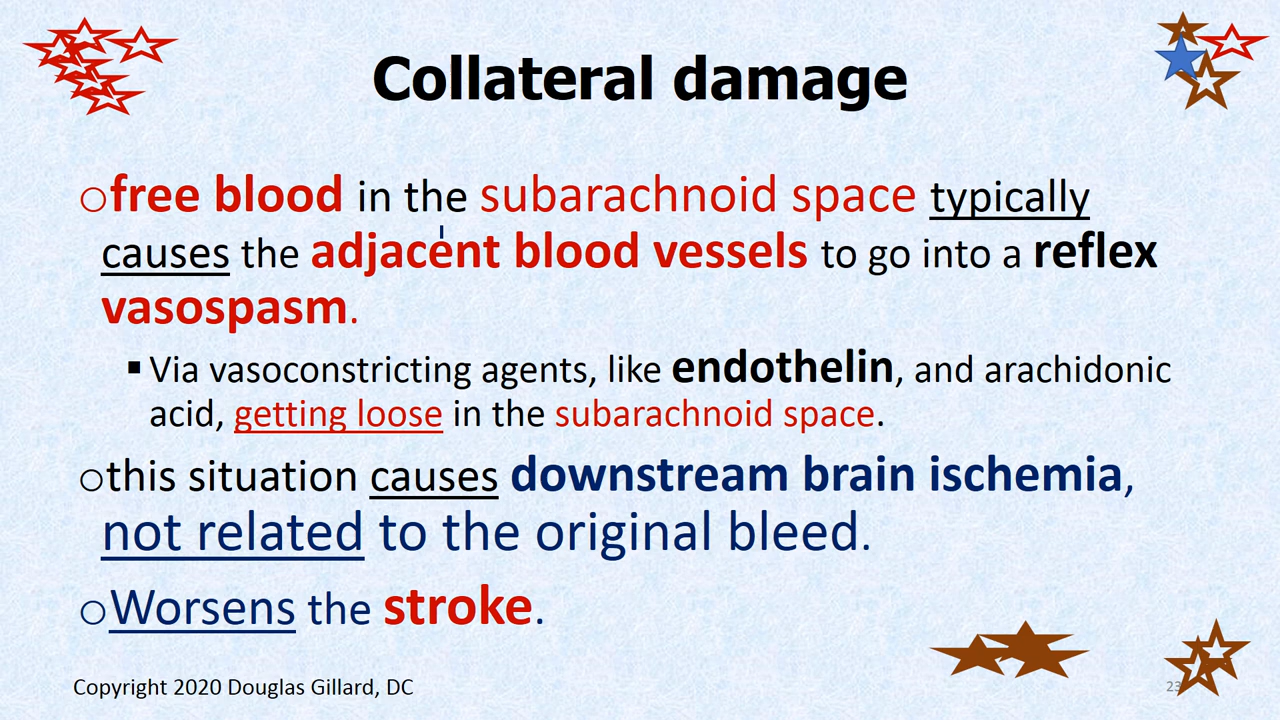 Collateral damage
○free blood in the subarachnoid space typically
causes the adjacent blood vessels to go into a reflex
vasospasm.
▪Via vasoconstricting agents, like endothelin, and arachidonic
acid, getting loose in the subarachnoid space.
○this situation causes downstream brain ischemia,
not related to the original bleed.
○Worsens the stroke.
Copyright 2020 Douglas Gillard, DC